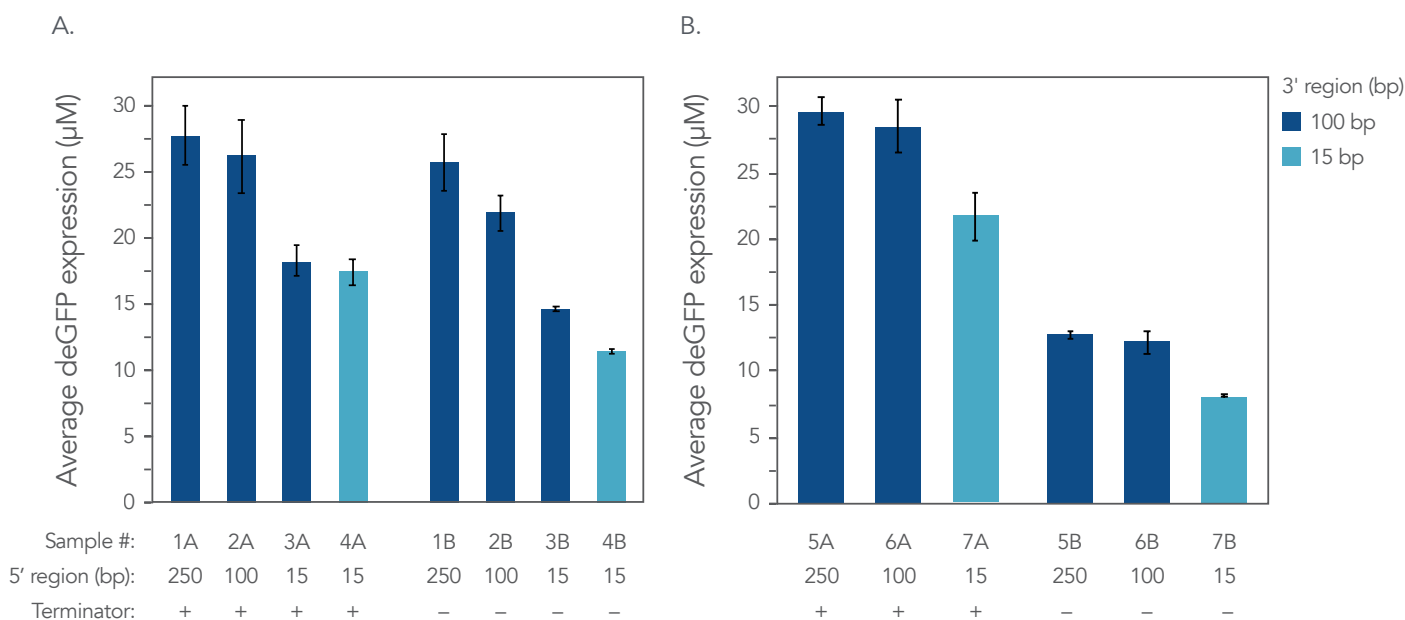 A.
Average deGFP expression (µM)
30
25
20
15
10
5
0
Sample #: 1A 2A 3A 4A 1B 2B 3B 4B
5’ region (bp): 250 100 15 15 250 100 15 15
Terminator: + + + + – – – –
B.
Average deGFP expression (µM)
30
25
20
15
10
5
0
5A 6A 7A 5B 6B 7B
250 100 15 250 100 15
+ + + – – –
3' region (bp)
100 bp
15 bp